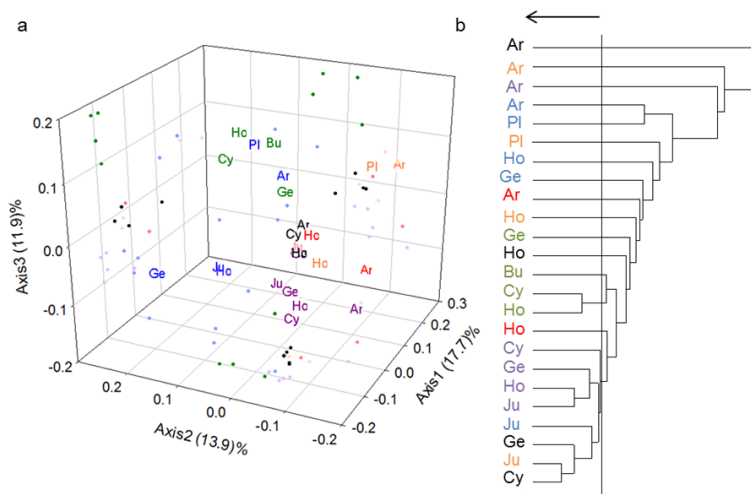 a
b
0.2
0.1
0.0
-0.1
-0.2
Axis3 (11.9)%
0.2
0.1
0.0
-0.1
-0.2
Axis2 (13.9)%
-0.2
-0.1
0.0
0.1
0.2
0.3
Axis1 (17.7)%
Ho
Pl
Bu
Cy
Ar
Ge
Pl
Ar
Ar
Cy
Ho
Ju
Ho
Ho
Ar
Ge
Ju
Ho
Ju
Ge
Ho
Cy
Ar
Ar
Ar
Ar
Ar
Pl
Pl
Ho
Ge
Ar
Ho
Ge
Ho
Bu
Cy
Ho
Ho
Cy
Ge
Ho
Ju
Ju
Ge
Ju
Cy